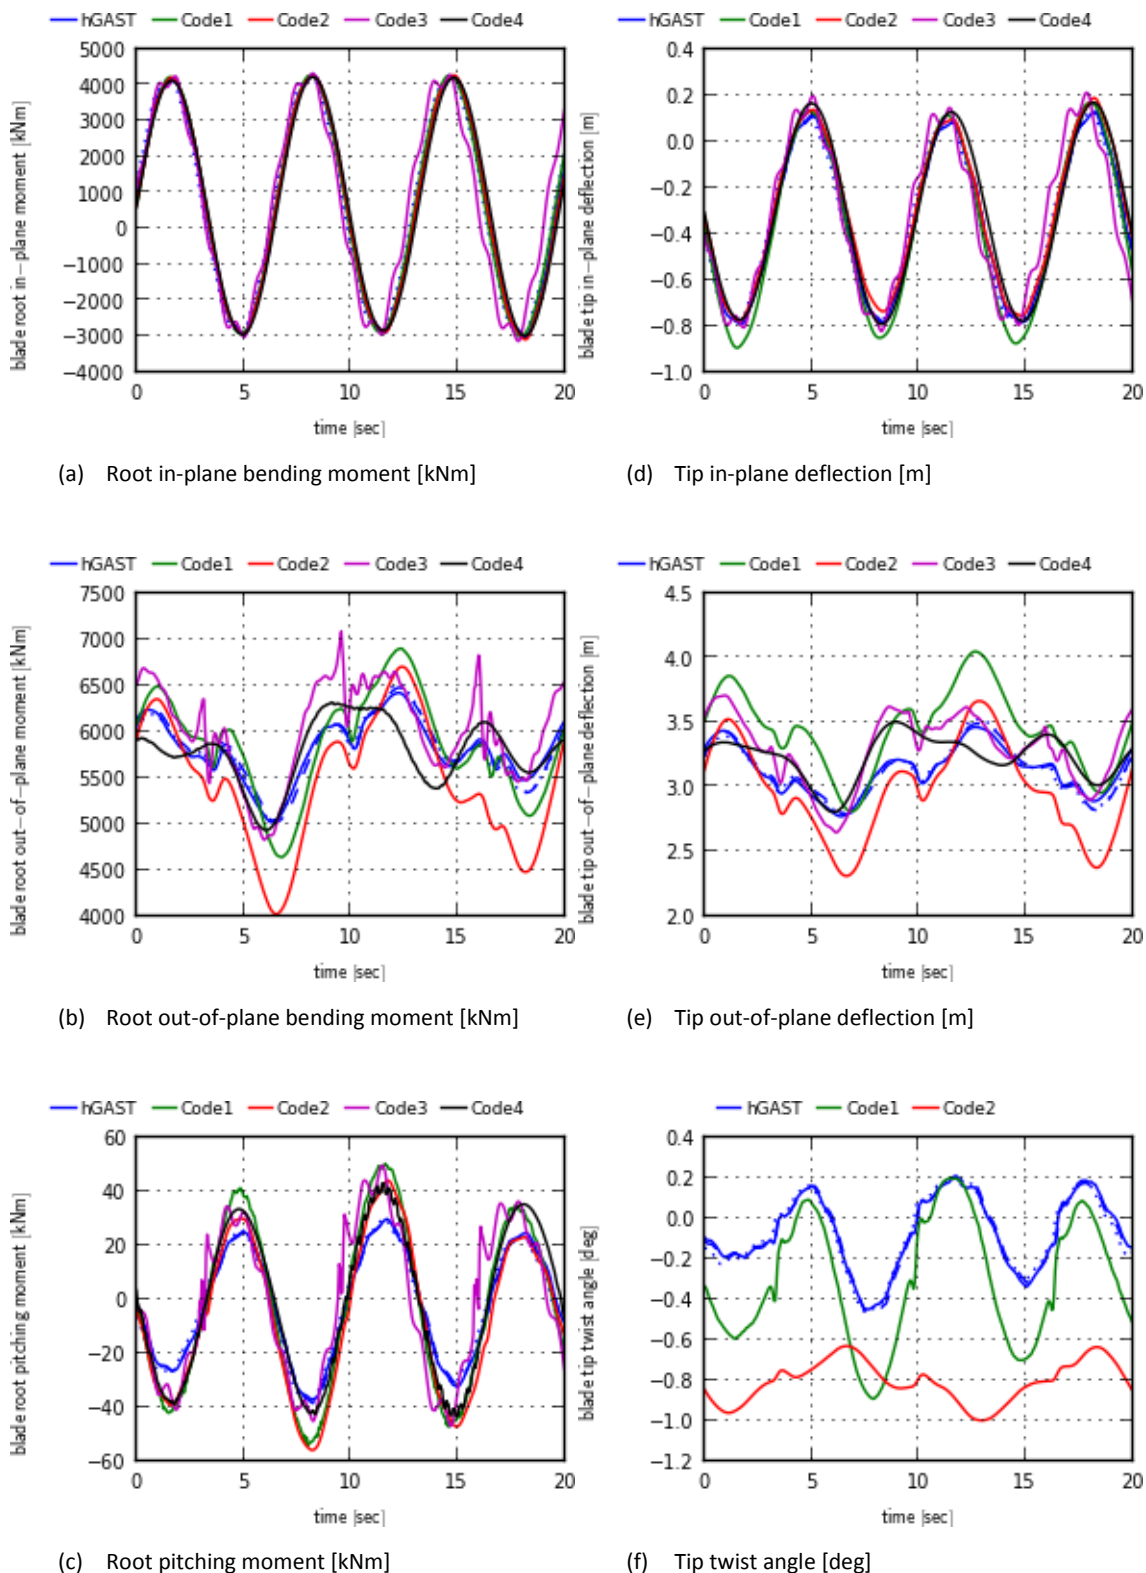 hGAST Code1 Code2 Code3 Code4
5000
4000
3000
2000
1000
0
−1000
−2000
−3000
−4000
blade root in−plane moment [kNm]
0 5 10 15 20
time [sec]
(a) Root in-plane bending moment [kNm]
hGAST Code1 Code2 Code3 Code4
0.4
0.2
0.0
−0.2
−0.4
−0.6
−0.8
−1.0
blade tip in−plane deflection [m]
0 5 10 15 20
time [sec]
(d) Tip in-plane deflection [m]
hGAST Code1 Code2 Code3 Code4
7500
7000
6500
6000
5500
5000
4500
4000
blade root out−of−plane moment [kNm]
0 5 10 15 20
time [sec]
(b) Root out-of-plane bending moment [kNm]
hGAST Code1 Code2 Code3 Code4
4.5
4.0
3.5
3.0
2.5
2.0
blade tip out−of−plane deflection [m]
0 5 10 15 20
time [sec]
(e) Tip out-of-plane deflection [m]
hGAST Code1 Code2 Code3 Code4
60
40
20
0
−20
−40
−60
blade root pitching moment [kNm]
0 5 10 15 20
time [sec]
(c) Root pitching moment [kNm]
hGAST Code1 Code2
0.4
0.2
0.0
−0.2
−0.4
−0.6
−0.8
−1.0
−1.2
blade tip twist angle [deg]
0 5 10 15 20
time [sec]
(f) Tip twist angle [deg]